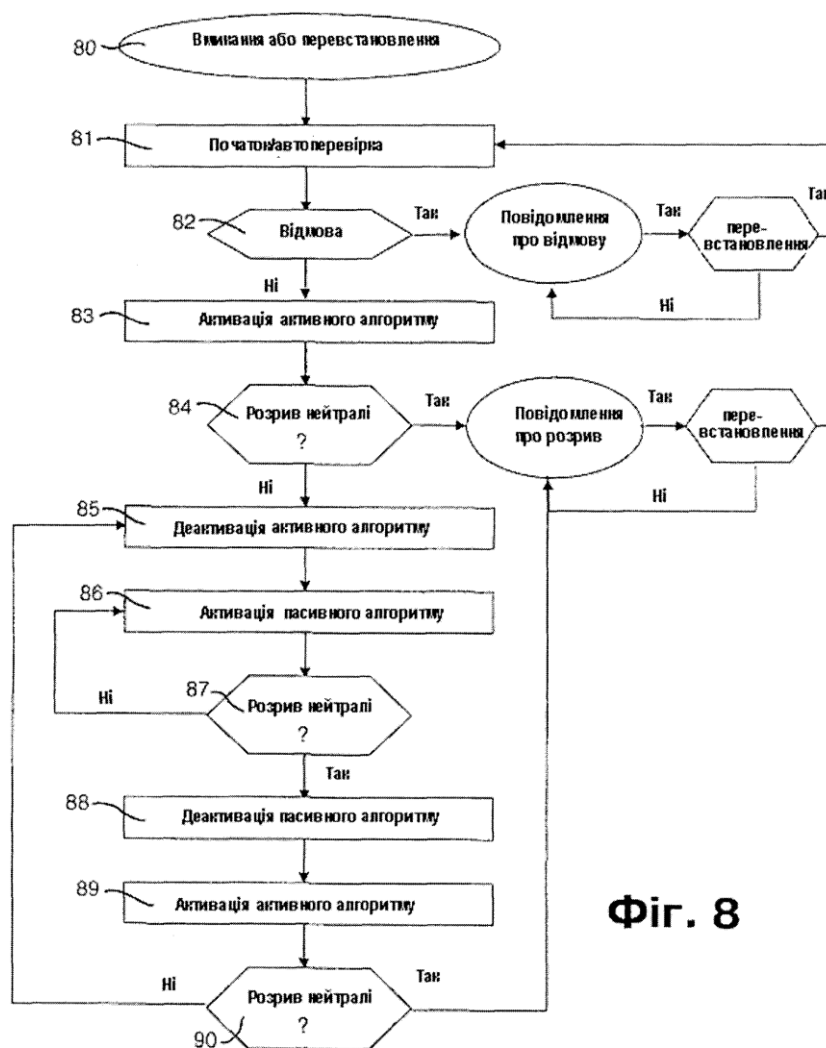 80
Вмикання або перевстановлення
81
Початок/автоперевірка
82
Відмова
Так
Повідомлення
про відмову
Так
пере-
встановлення
Так
Ні
Ні
83
Активація активного алгоритму
84
Розрив нейтралі
?
Так
Повідомлення
про розрив
Так
пере-
встановлення
Ні
Ні
85
Деактивація активного алгоритму
86
Активація пасивного алгоритму
Ні
87
Розрив нейтралі
?
Так
88
Деактивація пасивного алгоритму
89
Активація активного алгоритму
Фіг. 8
Ні
Розрив нейтралі
?
Так
90